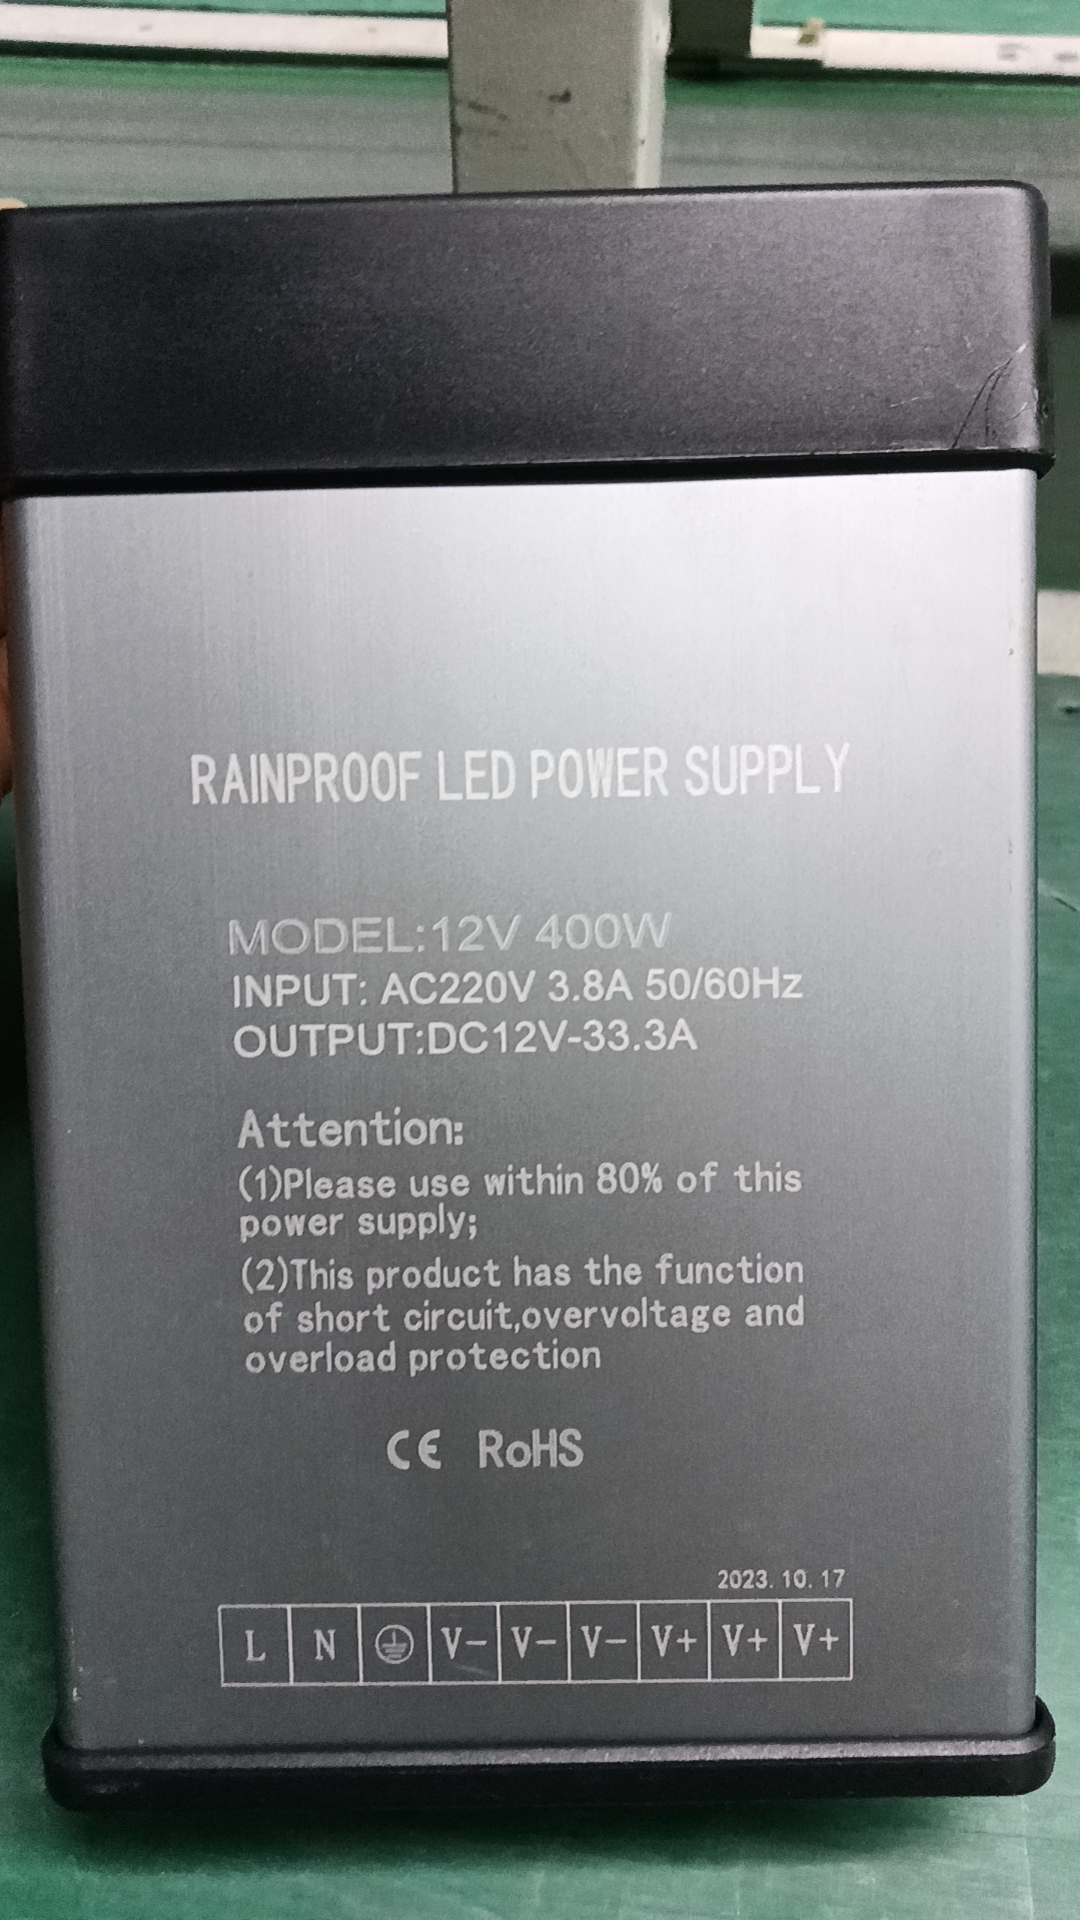 RAINPROOF LED POWER SUPPLY
MODEL:12V 400W
INPUT: AC220V 3.8A 50/60Hz
OUTPUT:DC12V-33.3A
Attention:
(1)Please use within 80% of this
power supply;
(2)This product has the function
of short circuit,overvoltage and
overload protection
CE RoHS
2023.10.17
L N ⏚ V- V- V- V+ V+ V+